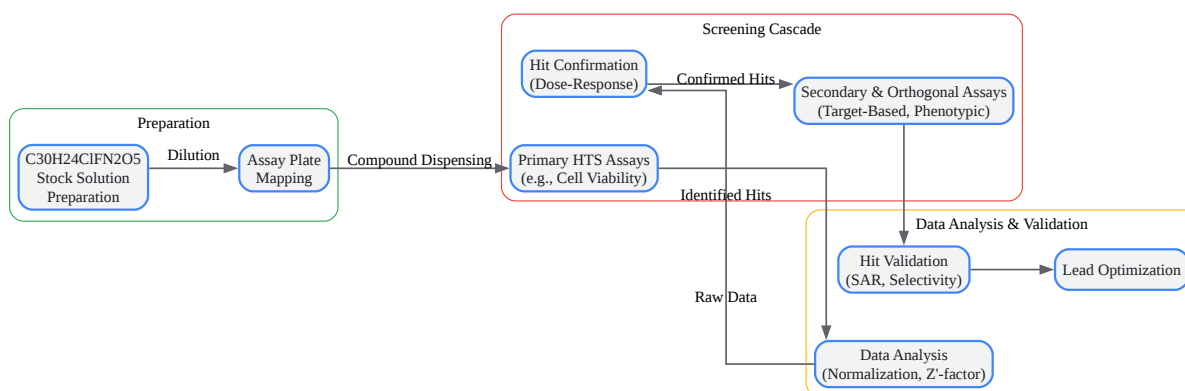 Preparation
C30H24ClFN2O5
Stock Solution
Preparation
Dilution
Assay Plate
Mapping
Compound Dispensing
Screening Cascade
Hit Confirmation
(Dose-Response)
Confirmed Hits
Secondary & Orthogonal Assays
(Target-Based, Phenotypic)
Primary HTS Assays
(e.g., Cell Viability)
Identified Hits
Data Analysis & Validation
Hit Validation
(SAR, Selectivity)
Lead Optimization
Raw Data
Data Analysis
(Normalization, Z'-factor)